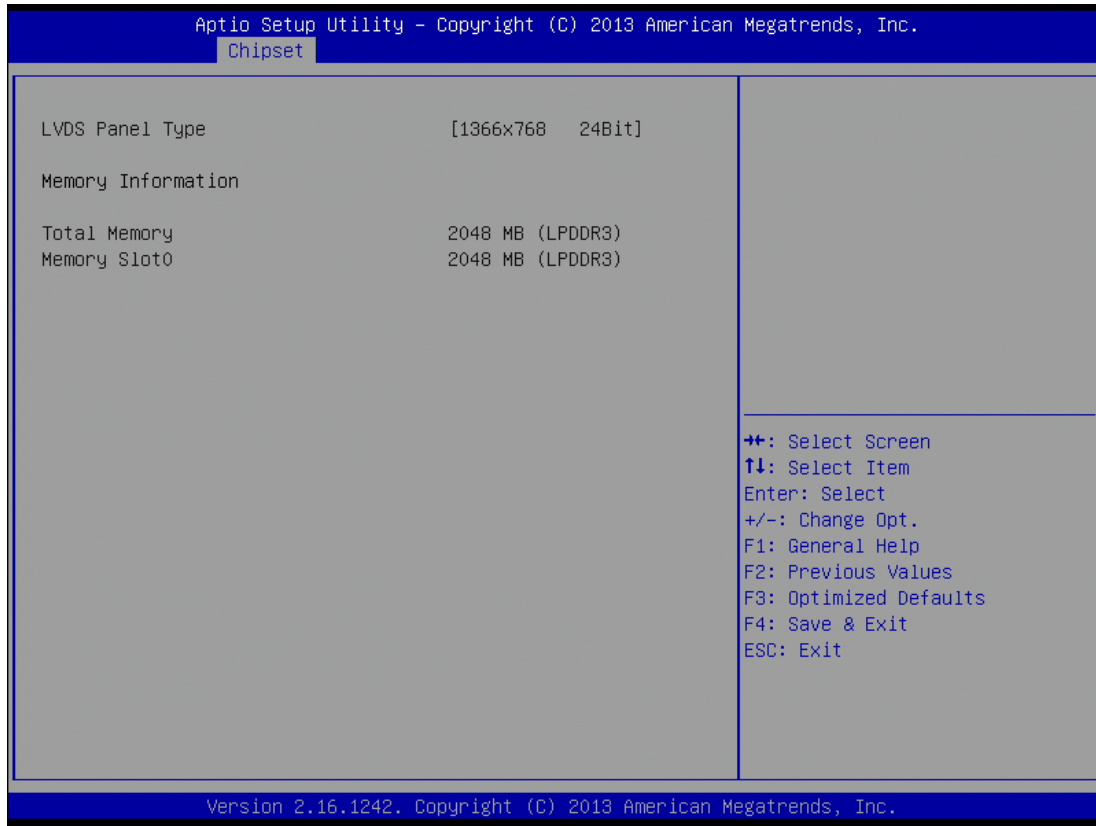 Aptio Setup Utility – Copyright (C) 2013 American Megatrends, Inc.
Chipset
LVDS Panel Type [1366x768 24Bit]
Memory Information
Total Memory 2048 MB (LPDDR3)
Memory Slot0 2048 MB (LPDDR3)
→←: Select Screen
↑↓: Select Item
Enter: Select
+/-: Change Opt.
F1: General Help
F2: Previous Values
F3: Optimized Defaults
F4: Save & Exit
ESC: Exit
Version 2.16.1242. Copyright (C) 2013 American Megatrends, Inc.